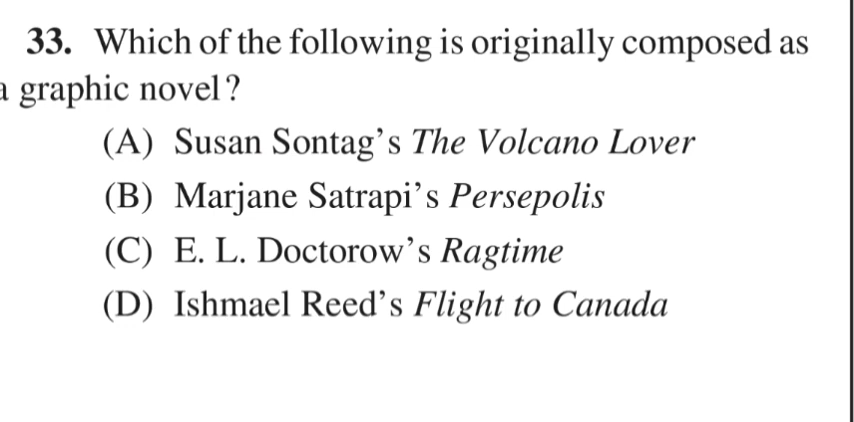 33. Which of the following is originally composed as
a graphic novel?
(A) Susan Sontag’s The Volcano Lover
(B) Marjane Satrapi’s Persepolis
(C) E. L. Doctorow’s Ragtime
(D) Ishmael Reed’s Flight to Canada